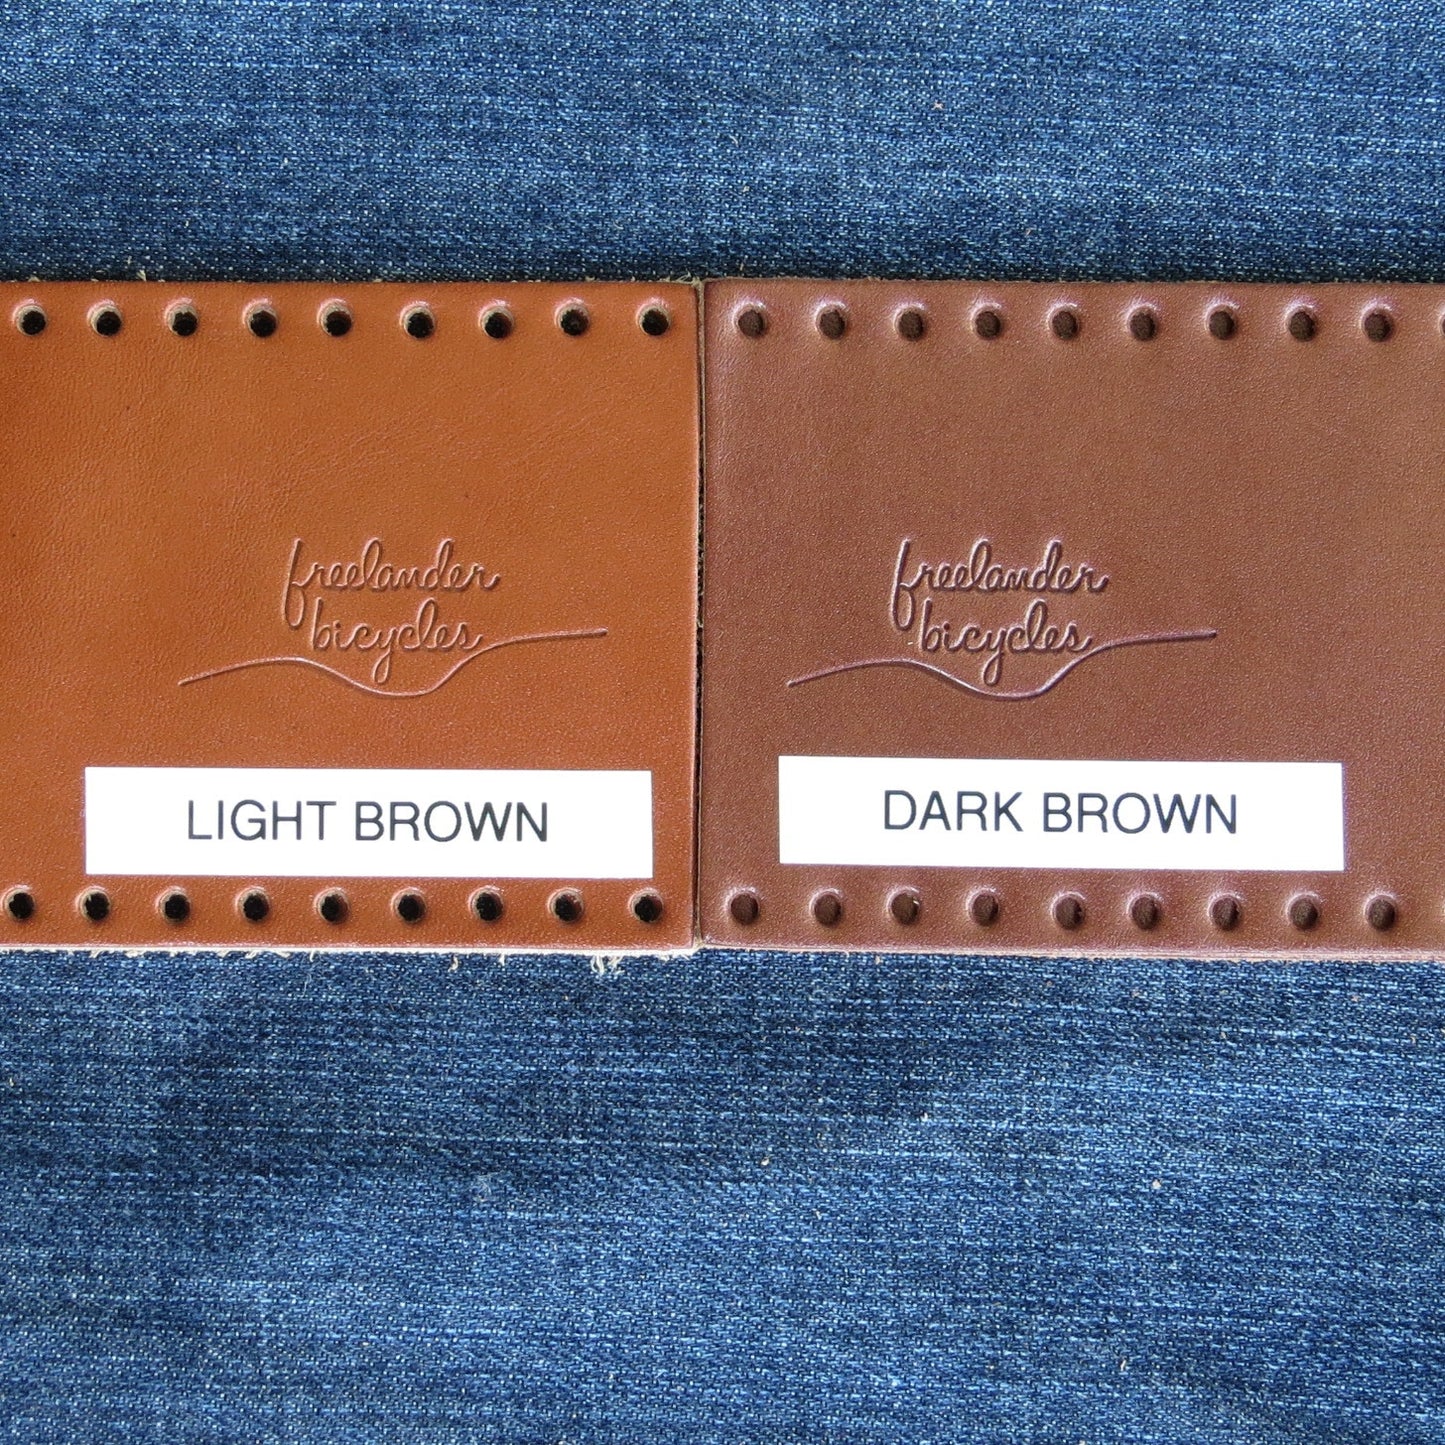 freelander
bicycles
LIGHT BROWN
freelander
bicycles
DARK BROWN